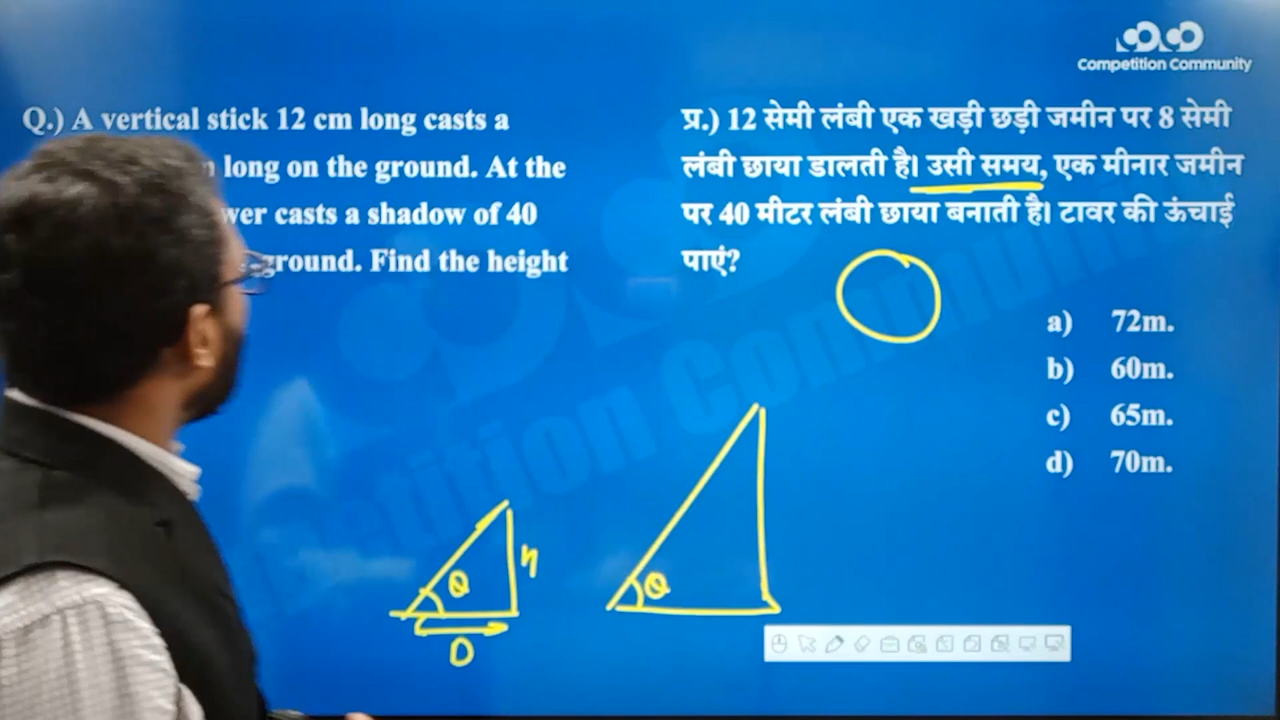 Competition Community
Q.) A vertical stick 12 cm long casts a
long on the ground. At the
casts a shadow of 40
ground. Find the height
प्र.) 12 सेमी लंबी एक खड़ी छड़ी जमीन पर 8 सेमी
लंबी छाया डालती है। उसी समय, एक मीनार जमीन
पर 40 मीटर लंबी छाया बनाती है। टावर की ऊंचाई
पाएं?
a) 72m.
b) 60m.
c) 65m.
d) 70m.
θ
h
D
θ